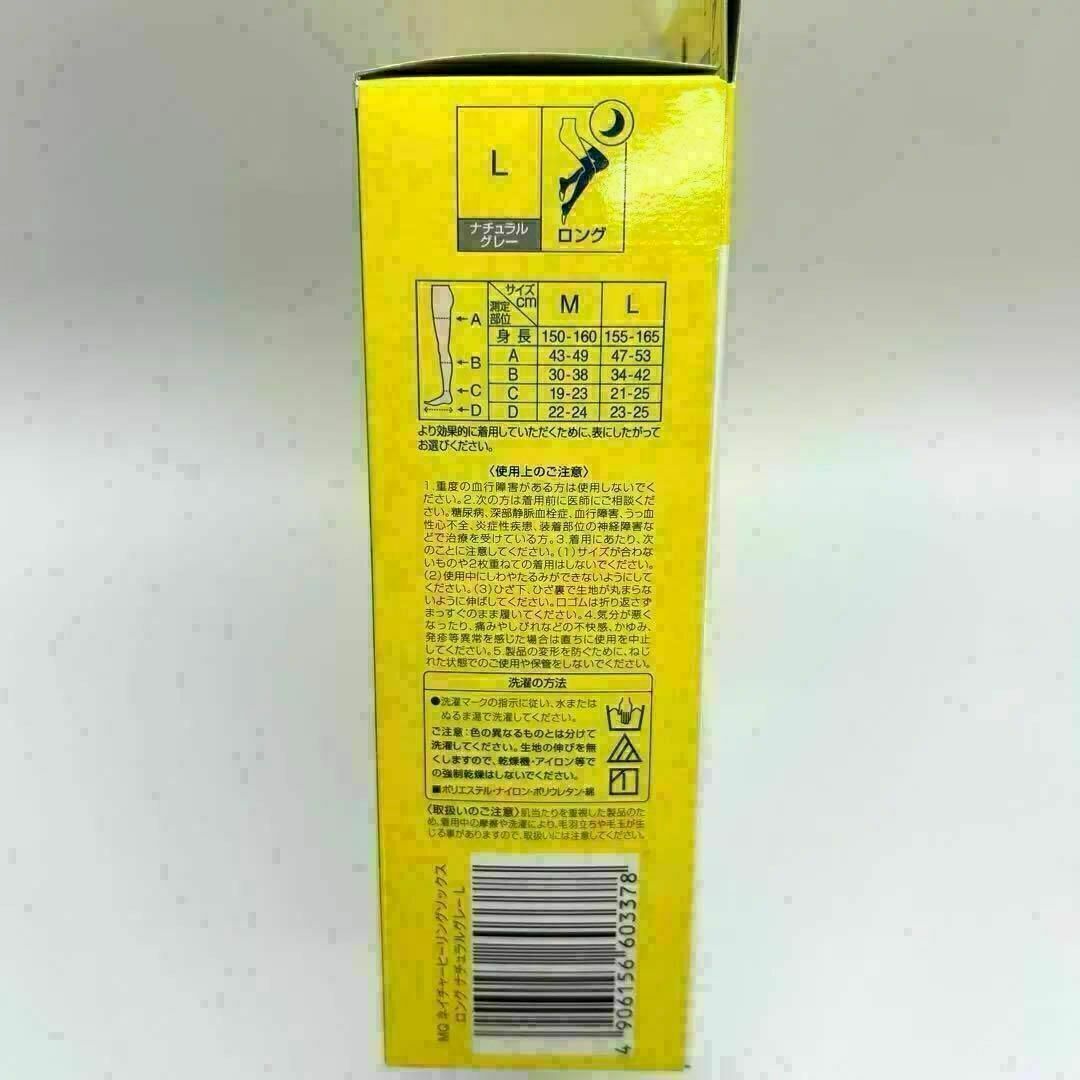 L
ナチュラル
グレー
ロング
サイズ
cm
測定
部位
M L
身長 150-160 155-165
A 43-49 47-53
B 30-38 34-42
C 19-23 21-25
D 22-24 23-25
←A
←B
←C
←D
より効果的に着用していただくために、表にしたがって
お選びください。
〈使用上のご注意〉
1.重度の血行障害がある方は使用しないでく
ださい。2.次の方は着用前に医師にご相談くだ
さい。糖尿病、深部静脈血栓症、血行障害、うっ血
性心不全、炎症性疾患、装着部位の神経障害な
どで治療を受けている方。3.着用にあたり、次
のことに注意してください。(1)サイズが合わな
いものや2枚重ねての着用はしないでください。
(2)使用中にしわやたるみができないようにして
ください。(3)ひざ下、ひざ裏で生地が丸まらな
いように伸ばしてください。口ゴムは折り返さず
まっすぐのまま履いてください。4.気分が悪く
なったり、痛みやしびれなどの不快感、かゆみ、
発疹等異常を感じた場合は直ちに使用を中止
してください。5.製品の変形を防ぐために、ねじ
れた状態でのご使用や保管をしないでください。
洗濯の方法
●洗濯マークの指示に従い、水または
ぬるま湯で洗濯してください。
ご注意:色の異なるものとは分けて
洗濯してください。生地の伸びを無
くしますので、乾燥機・アイロン等で
の強制乾燥はしないでください。
■ポリエステル・ナイロン・ポリウレタン・綿
〈取扱いのご注意〉肌当たりを重視した製品のた
め、着用中の摩擦や洗濯により、毛羽立ちや毛玉が生
じる事がありますので、取扱いには注意してください。
MQ ネイチャーヒーリングソックス
ロング ナチュラルグレー L
4 906156 603378